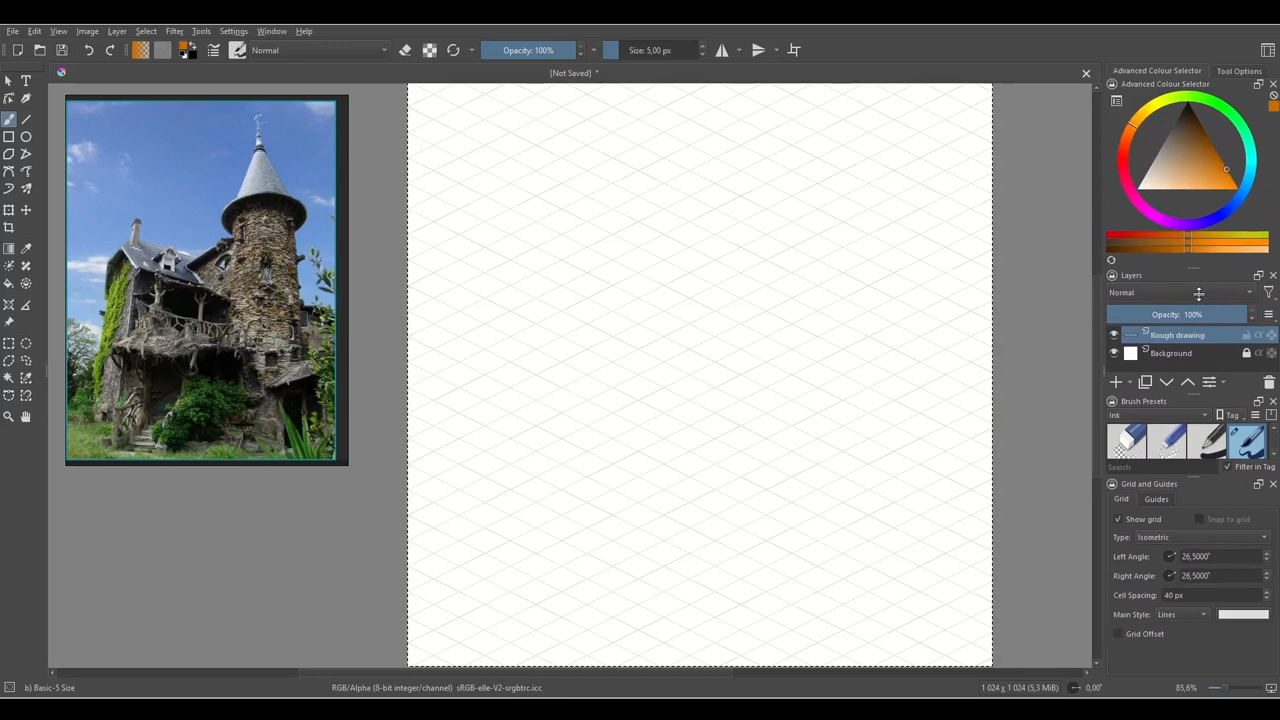 File Edit View Image Layer Select Filter Tools Settings Window Help
Normal Opacity: 100% Size: 5,00 px
[Not Saved] *
Advanced Colour Selector Tool Options
Advanced Colour Selector
Layers
Normal
Opacity: 100%
Rough drawing
Background
Brush Presets
Ink Tag
Search Filter in Tag
Grid and Guides
Grid Guides
Show grid Snap to grid
Type: Isometric
Left Angle: 26,5000°
Right Angle: 26,5000°
Cell Spacing: 40 px
Main Style: Lines
Grid Offset
b) Basic-5 Size RGB/Alpha (8-bit integer/channel) sRGB-elle-V2-srgbtrc.icc 1 024 x 1 024 (5,3 MiB) 0,00° 85,6%